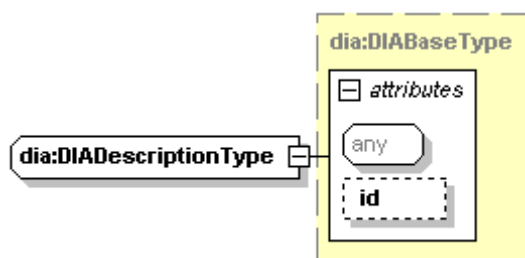 dia:DIABaseType
attributes
dia:DIADescriptionType
any
id